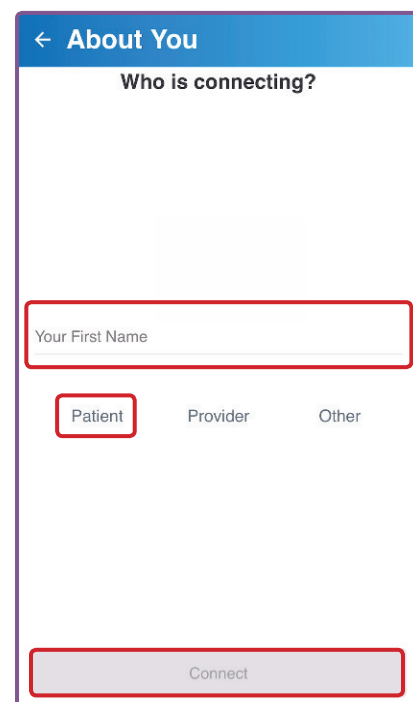 ← About You
Who is connecting?
Your First Name
Patient Provider Other
Connect